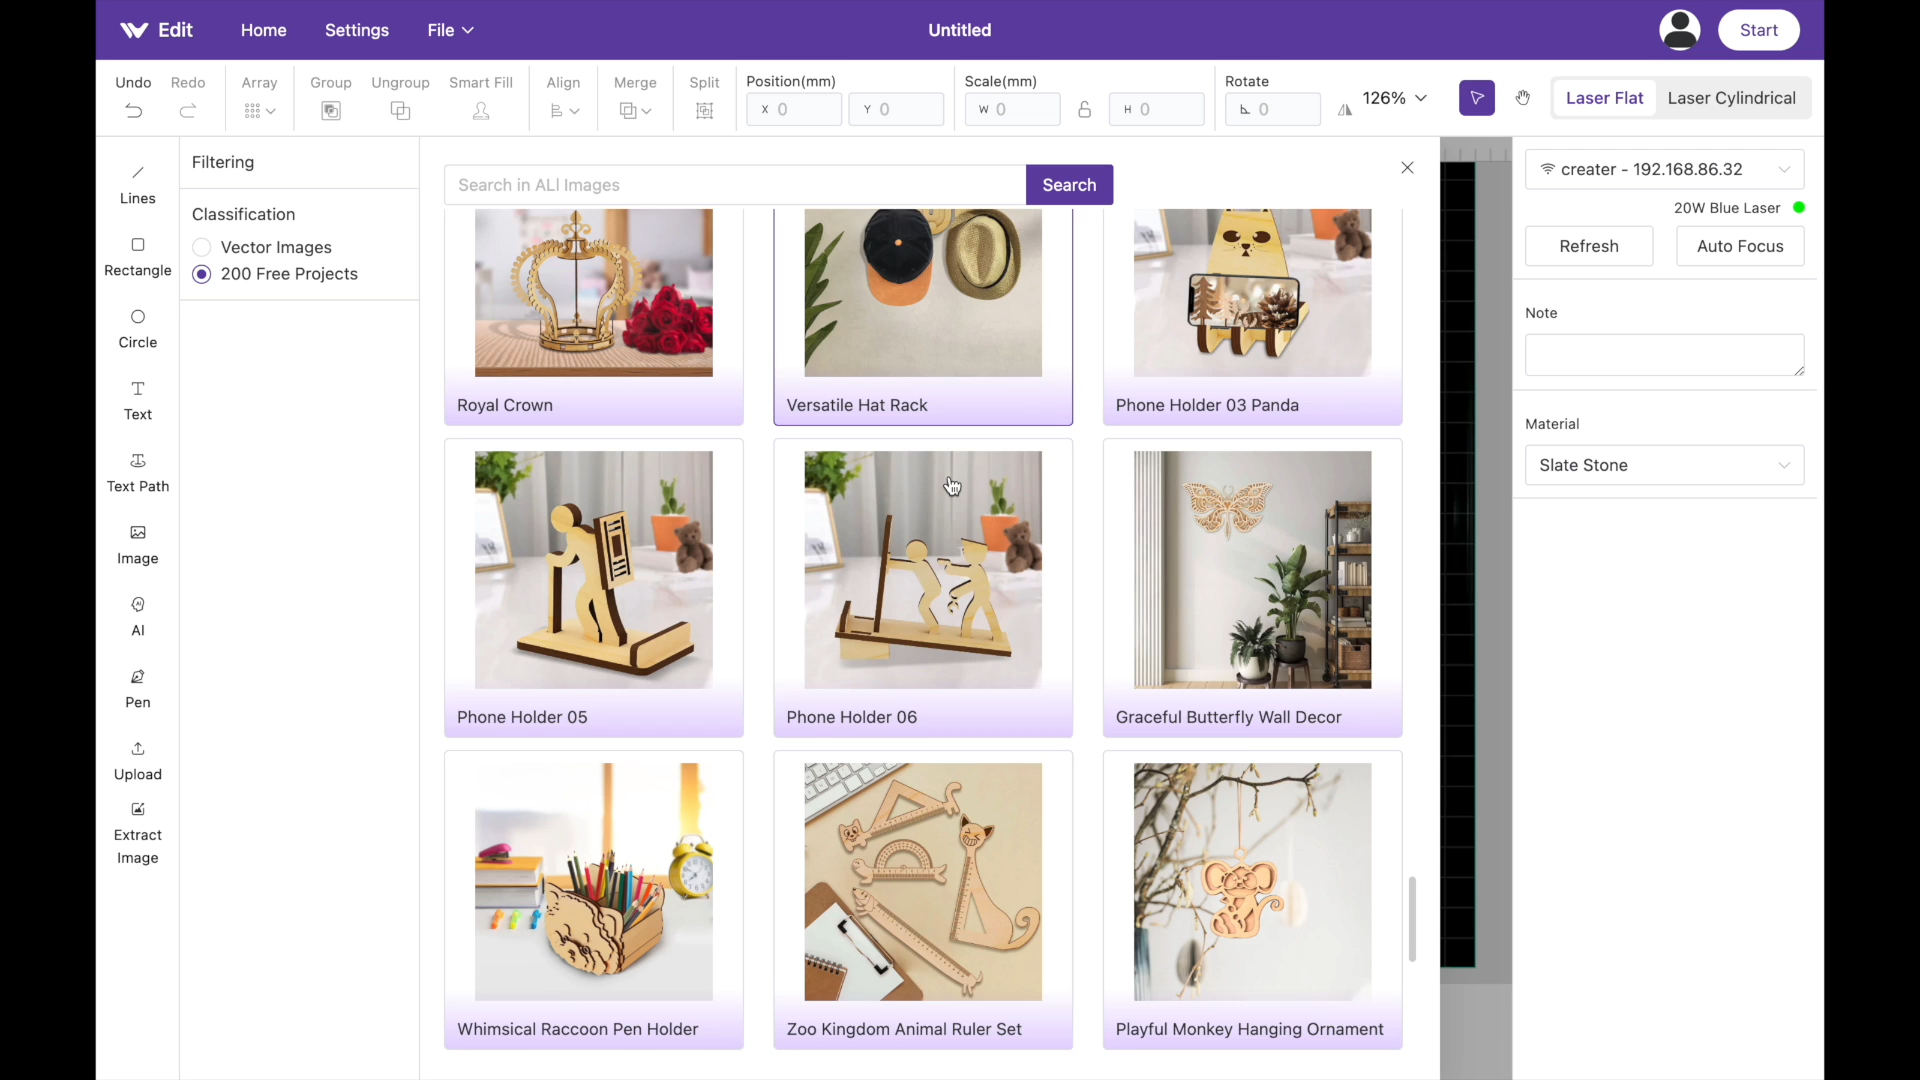 Edit
Home
Settings
File
Untitled
Start
Undo
Redo
Array
Group
Ungroup
Smart Fill
Align
Merge
Split
Position(mm)
X 0
Y 0
Scale(mm)
W 0
H 0
Rotate
0
126%
Laser Flat
Laser Cylindrical
Lines
Rectangle
Circle
Text
Text Path
Image
AI
Pen
Upload
Extract
Image
Filtering
Classification
Vector Images
200 Free Projects
Search in ALl Images
Search
Royal Crown
Versatile Hat Rack
Phone Holder 03 Panda
Phone Holder 05
Phone Holder 06
Graceful Butterfly Wall Decor
Whimsical Raccoon Pen Holder
Zoo Kingdom Animal Ruler Set
Playful Monkey Hanging Ornament
creater - 192.168.86.32
20W Blue Laser
Refresh
Auto Focus
Note
Material
Slate Stone